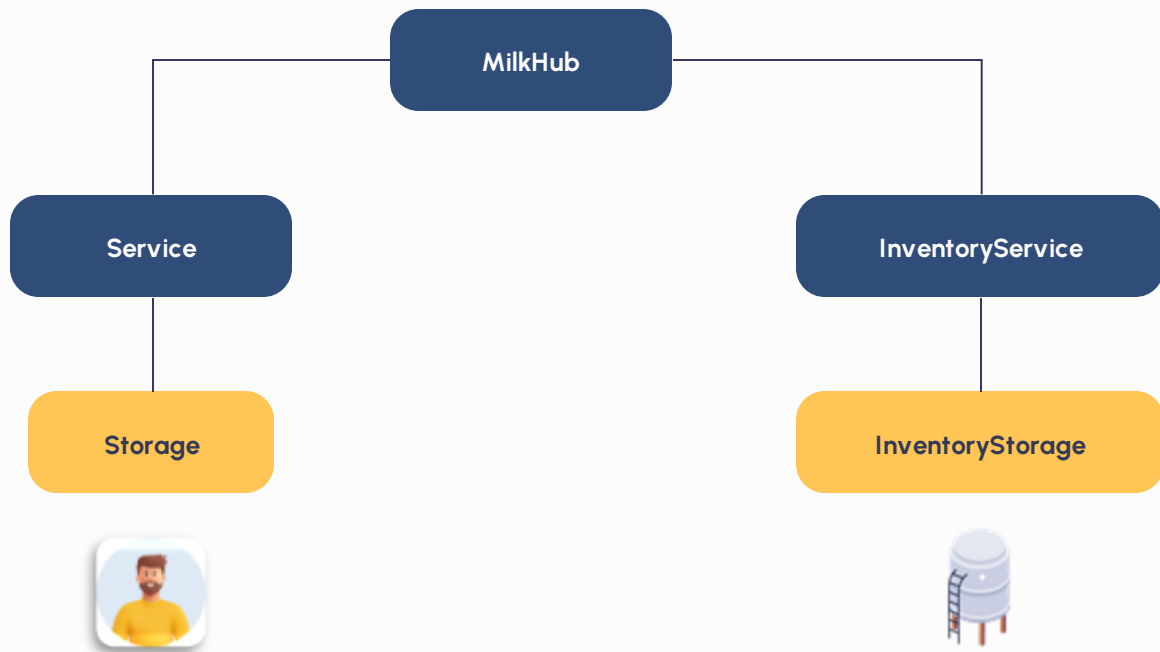 MilkHub
Service
InventoryService
Storage
InventoryStorage